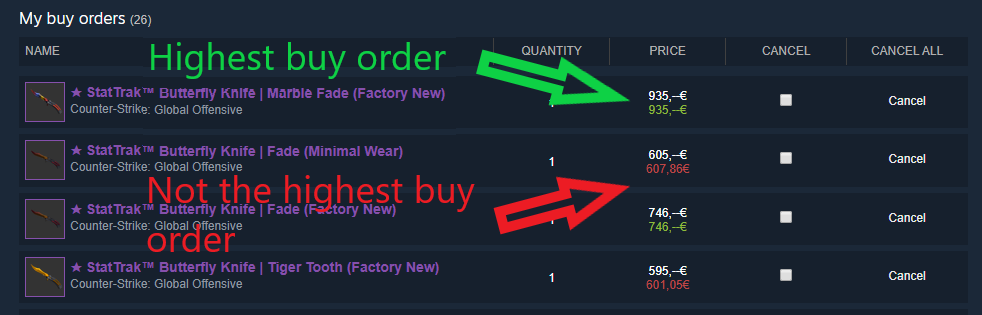 My buy orders (26)
NAME QUANTITY PRICE CANCEL CANCEL ALL
Highest buy order
★ StatTrak™ Butterfly Knife | Marble Fade (Factory New)
Counter-Strike: Global Offensive
1 935,--€ Cancel
935,--€
★ StatTrak™ Butterfly Knife | Fade (Minimal Wear)
Counter-Strike: Global Offensive
1 605,--€ Cancel
607,86€
Not the highest buy
order
★ StatTrak™ Butterfly Knife | Fade (Factory New)
Counter-Strike: Global Offensive
1 746,--€ Cancel
746,--€
★ StatTrak™ Butterfly Knife | Tiger Tooth (Factory New)
Counter-Strike: Global Offensive
1 595,--€ Cancel
601,05€